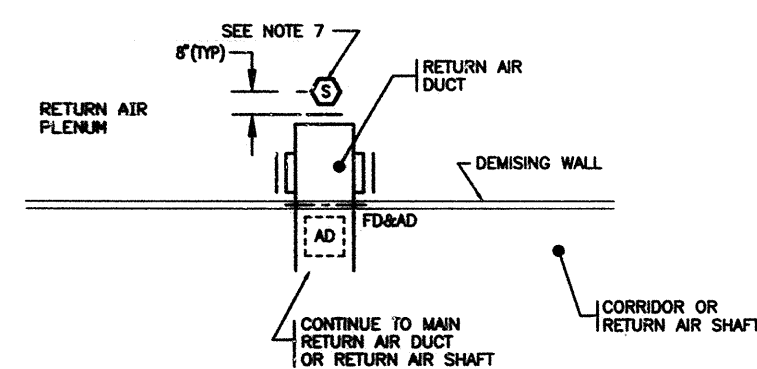 SEE NOTE 7
8"(TYP)
S
RETURN AIR
DUCT
RETURN AIR
PLENUM
DEMISING WALL
FD&AD
AD
CORRIDOR OR
RETURN AIR SHAFT
CONTINUE TO MAIN
RETURN AIR DUCT
OR RETURN AIR SHAFT